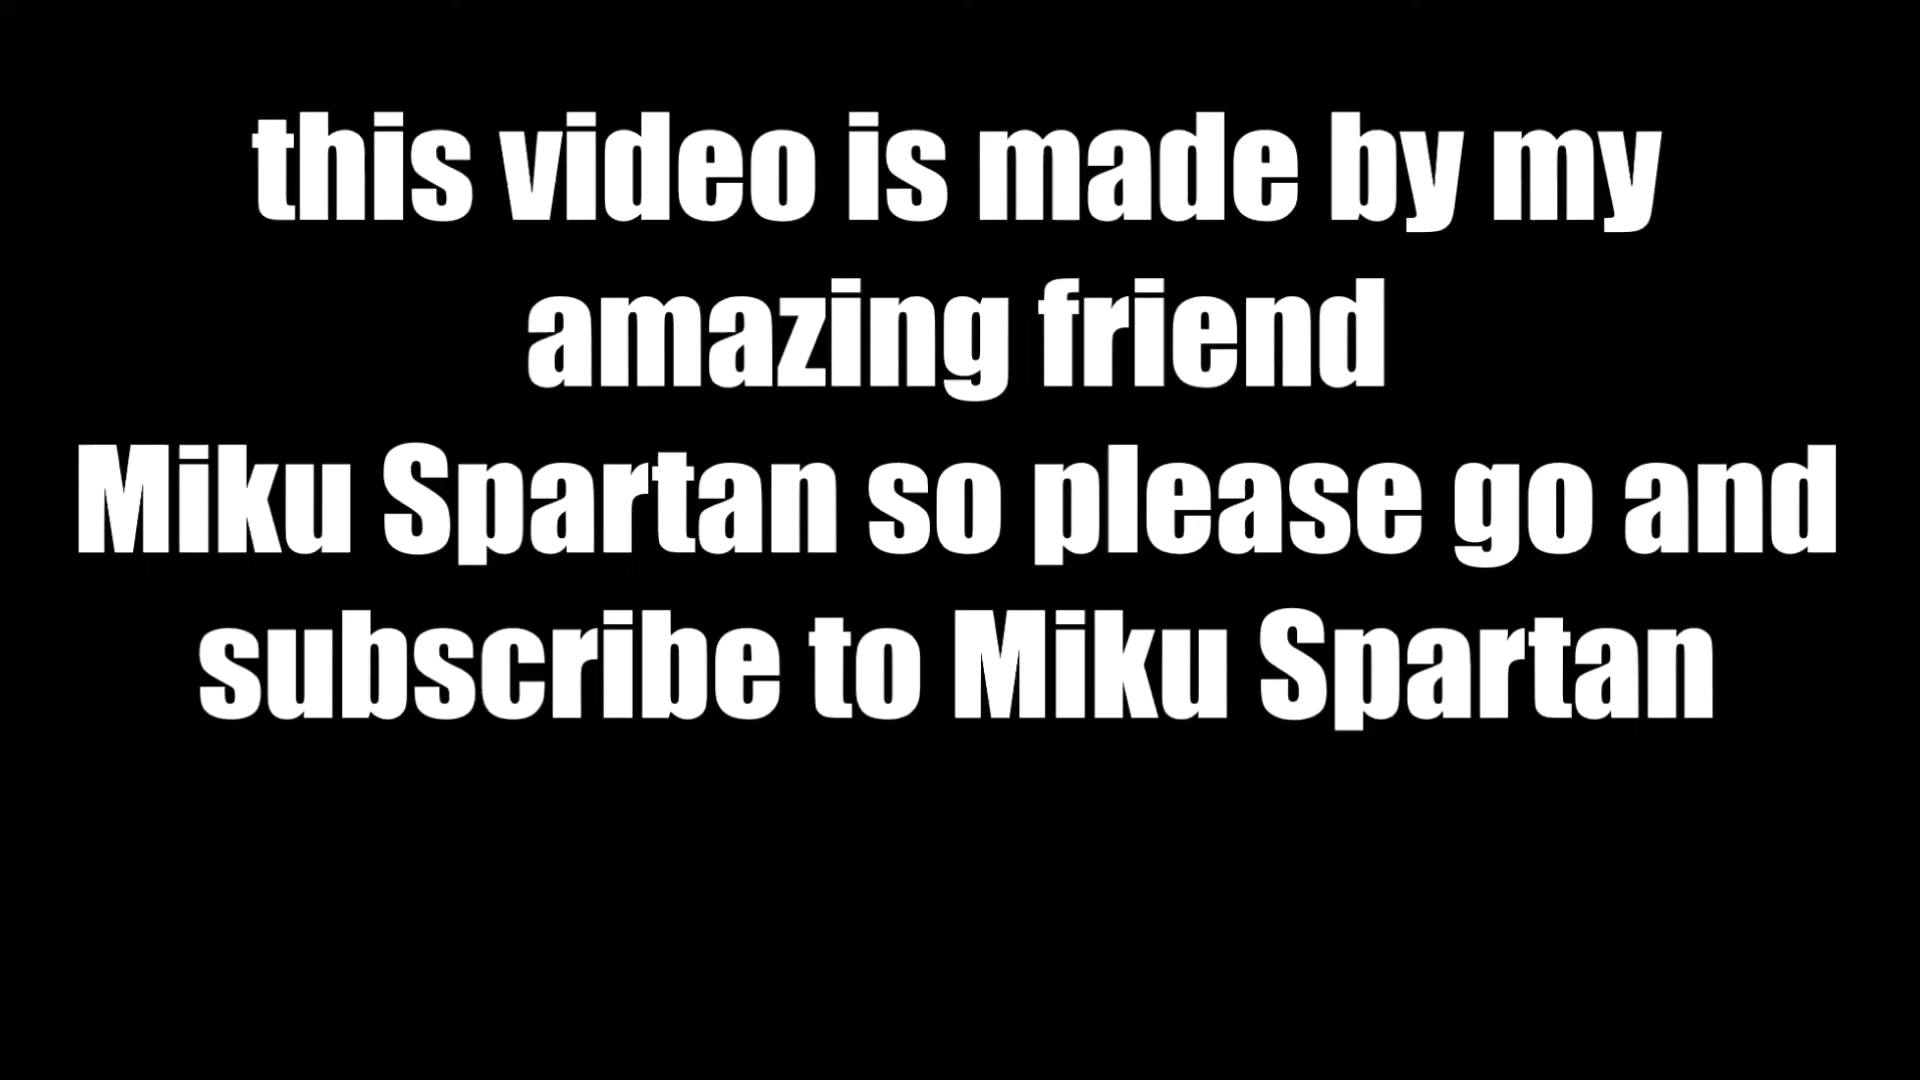 this video is made by my
amazing friend
Miku Spartan so please go and
subscribe to Miku Spartan